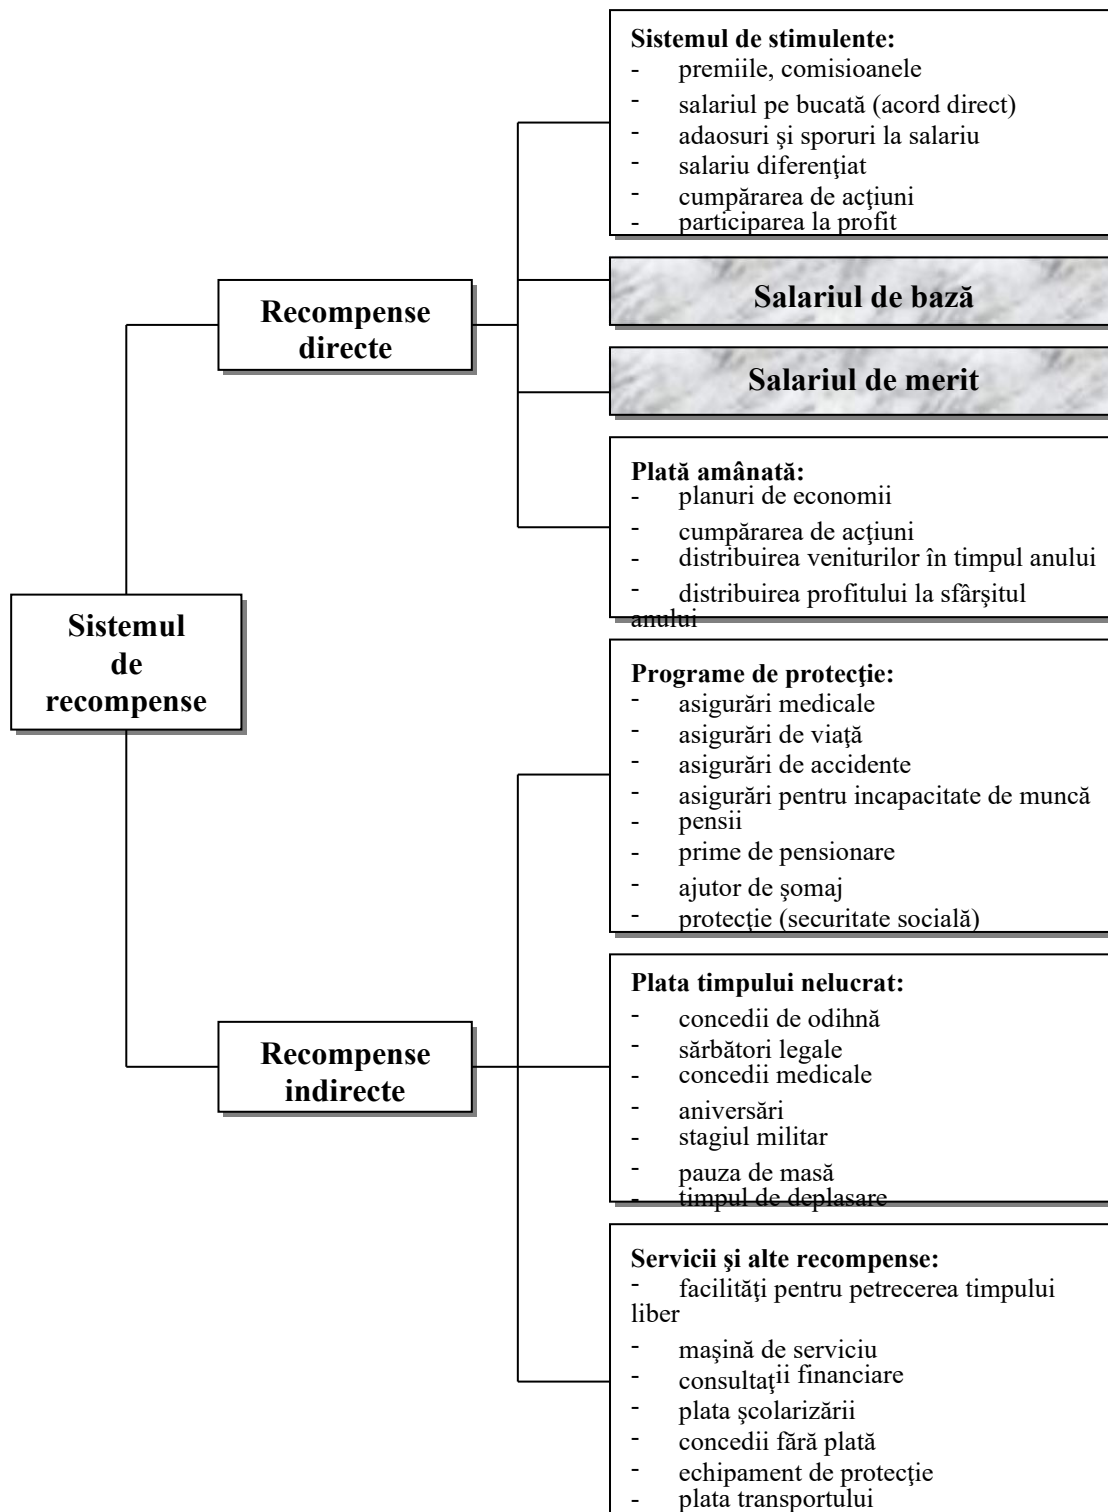 Sistemul de stimulente:
- premiile, comisioanele
- salariul pe bucată (acord direct)
- adaosuri şi sporuri la salariu
- salariu diferenţiat
- cumpărarea de acţiuni
- participarea la profit
Salariul de bază
Recompense
directe
Salariul de merit
Plată amânată:
- planuri de economii
- cumpărarea de acţiuni
- distribuirea veniturilor în timpul anului
- distribuirea profitului la sfârşitul
anului
Sistemul
de
recompense
Programe de protecţie:
- asigurări medicale
- asigurări de viaţă
- asigurări de accidente
- asigurări pentru incapacitate de muncă
- pensii
- prime de pensionare
- ajutor de şomaj
- protecţie (securitate socială)
Plata timpului nelucrat:
- concedii de odihnă
- sărbători legale
- concedii medicale
- aniversări
- stagiul militar
- pauza de masă
- timpul de deplasare
Recompense
indirecte
Servicii şi alte recompense:
- facilităţi pentru petrecerea timpului
liber
- maşină de serviciu
- consultaţii financiare
- plata şcolarizării
- concedii fără plată
- echipament de protecţie
- plata transportului